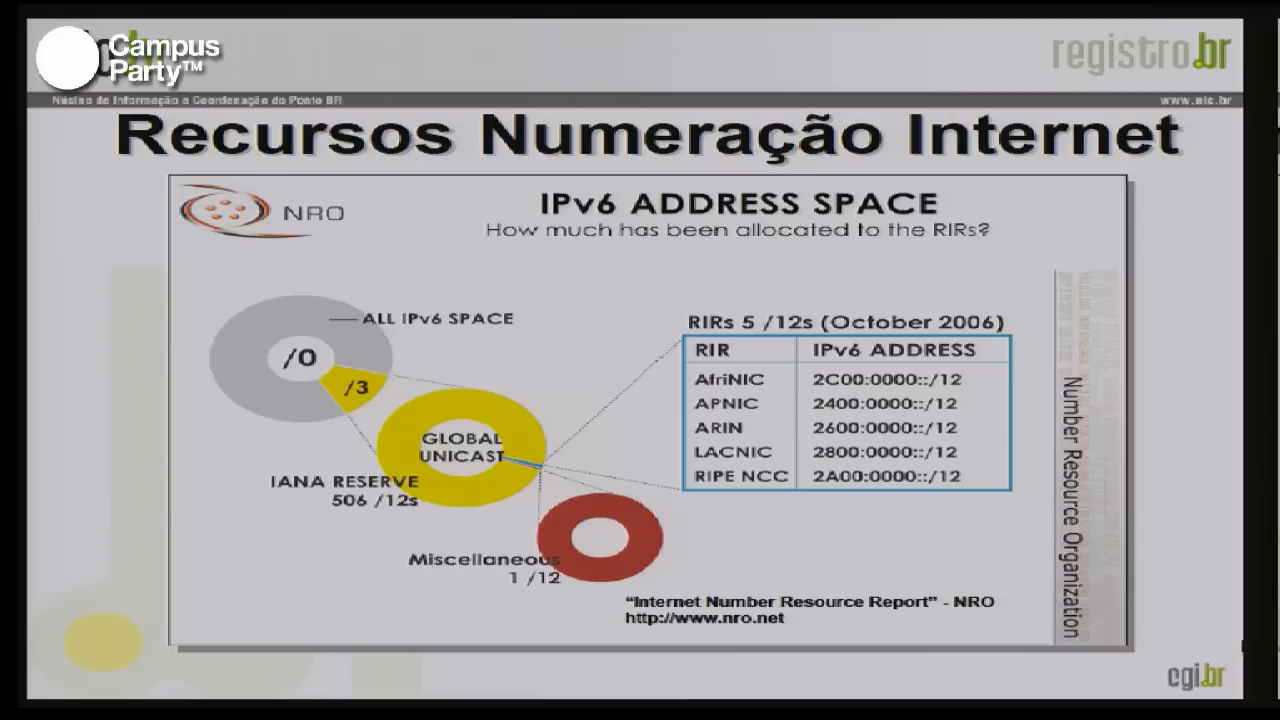 Campus
Party™
registro.br
Núcleo de Informação e Coordenação do Ponto BR
www.nic.br
Recursos Numeração Internet
NRO
IPv6 ADDRESS SPACE
How much has been allocated to the RIRs?
ALL IPv6 SPACE
/0
/3
GLOBAL
UNICAST
IANA RESERVE
506 /12s
Miscellaneous
1 /12
RIRs 5 /12s (October 2006)
RIR IPv6 ADDRESS
AfriNIC 2C00:0000::/12
APNIC 2400:0000::/12
ARIN 2600:0000::/12
LACNIC 2800:0000::/12
RIPE NCC 2A00:0000::/12
Number Resource Organization
“Internet Number Resource Report” - NRO
http://www.nro.net
cgi.br